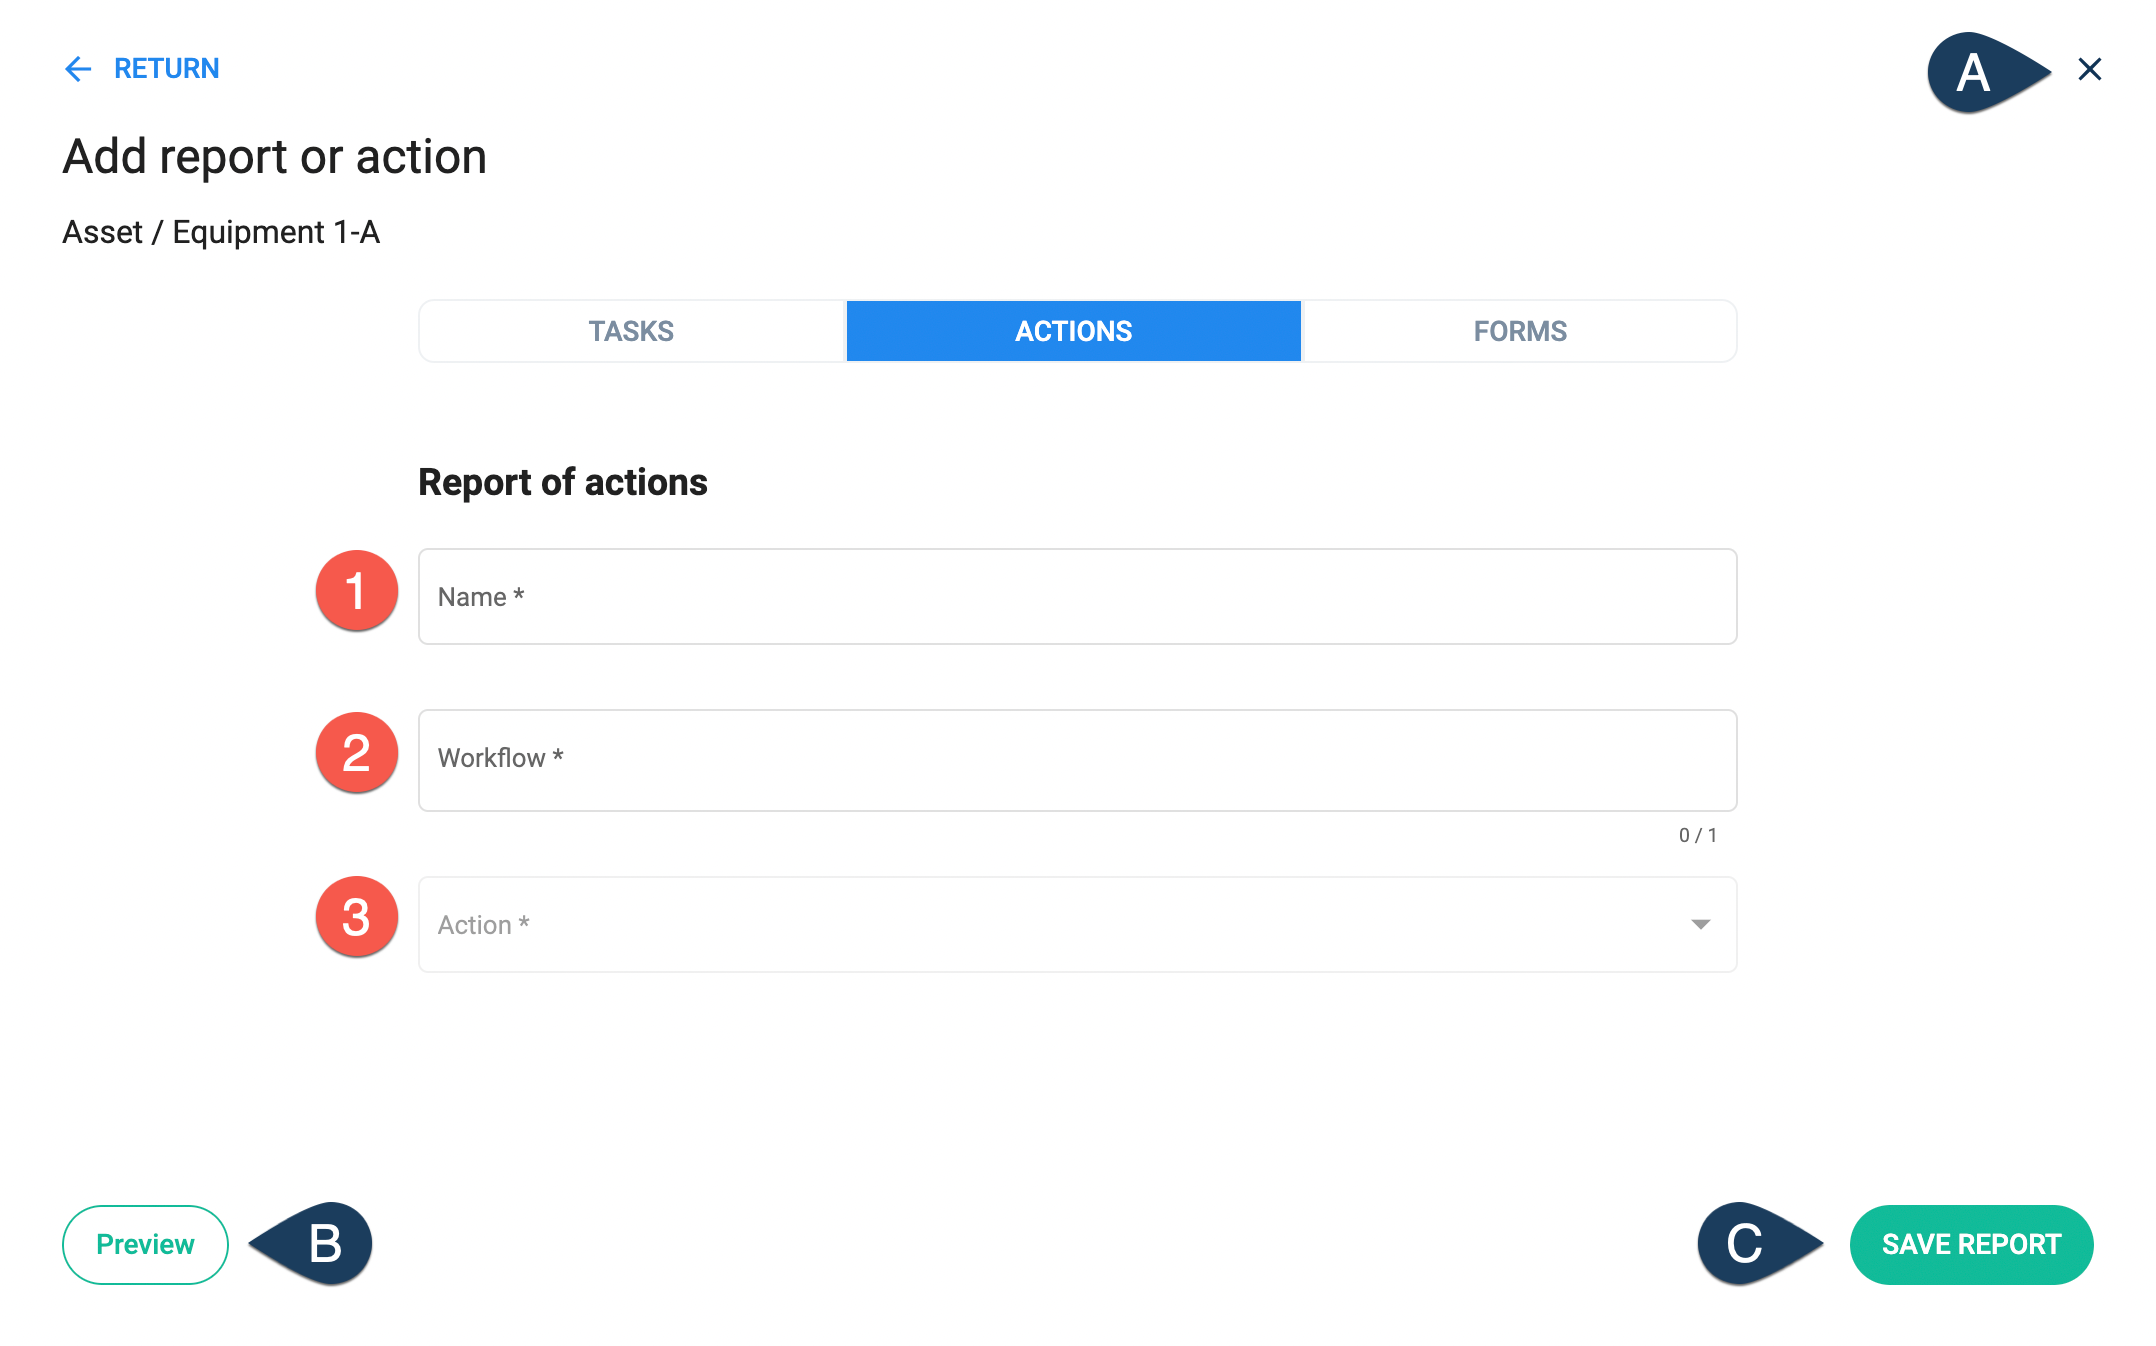 RETURN
A
Add report or action
Asset / Equipment 1-A
TASKS
ACTIONS
FORMS
Report of actions
1
Name *
2
Workflow *
0 / 1
3
Action *
Preview
B
C
SAVE REPORT